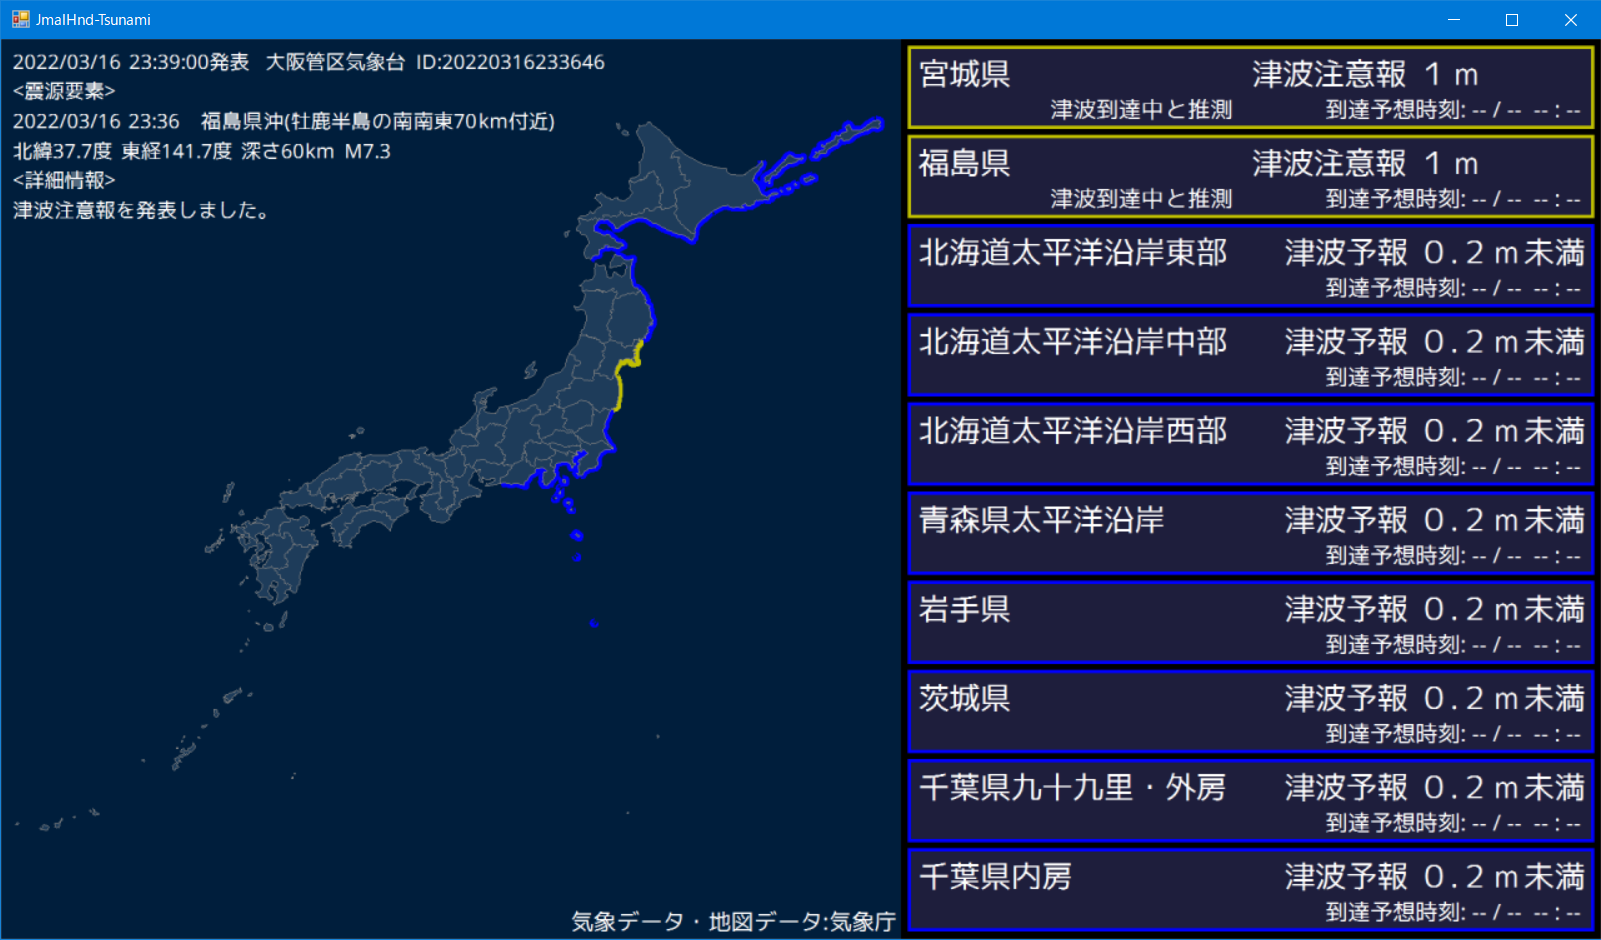 JmaIHnd-Tsunami
2022/03/16 23:39:00発表 大阪管区気象台 ID:20220316233646
<震源要素>
2022/03/16 23:36 福島県沖(牡鹿半島の南南東70km付近)
北緯37.7度 東経141.7度 深さ60km M7.3
<詳細情報>
津波注意報を発表しました。
気象データ・地図データ:気象庁
宮城県 津波注意報 1m
津波到達中と推測 到達予想時刻: -- / -- -- : --
福島県 津波注意報 1m
津波到達中と推測 到達予想時刻: -- / -- -- : --
北海道太平洋沿岸東部 津波予報 0.2m未満
到達予想時刻: -- / -- -- : --
北海道太平洋沿岸中部 津波予報 0.2m未満
到達予想時刻: -- / -- -- : --
北海道太平洋沿岸西部 津波予報 0.2m未満
到達予想時刻: -- / -- -- : --
青森県太平洋沿岸 津波予報 0.2m未満
到達予想時刻: -- / -- -- : --
岩手県 津波予報 0.2m未満
到達予想時刻: -- / -- -- : --
茨城県 津波予報 0.2m未満
到達予想時刻: -- / -- -- : --
千葉県九十九里・外房 津波予報 0.2m未満
到達予想時刻: -- / -- -- : --
千葉県内房 津波予報 0.2m未満
到達予想時刻: -- / -- -- : --